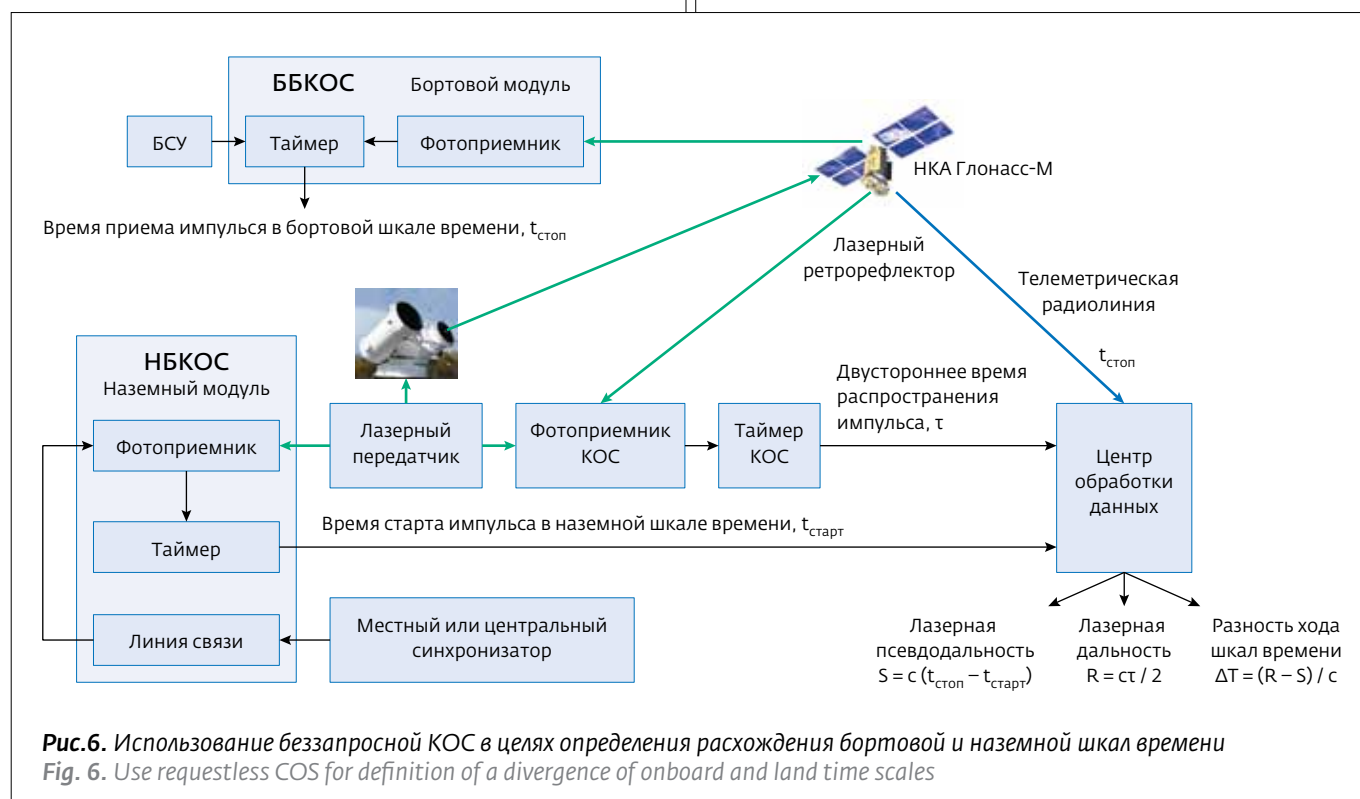 ББКОС Бортовой модуль
БСУ
Таймер
Фотоприемник
НКА Глонасс-М
Время приема импулься в бортовой шкале времени, tстоп
Лазерный
ретрорефлектор
Телеметрическая
радиолиния
tстоп
НБКОС
Наземный модуль
Фотоприемник
Таймер
Линия связи
Лазерный
передатчик
Фотоприемник
КОС
Таймер
КОС
Двустороннее время
распространения
импульса, τ
Центр
обработки
данных
Время старта импульса в наземной шкале времени, tстарт
Местный или центральный
синхронизатор
Лазерная
псевдодальность
S = c (tстоп – tстарт)
Лазерная
дальность
R = cτ / 2
Разность хода
шкал времени
ΔT = (R – S) / c
Рис.6. Использование беззапросной КОС в целях определения расхождения бортовой и наземной шкал времени
Fig. 6. Use requestless COS for definition of a divergence of onboard and land time scales